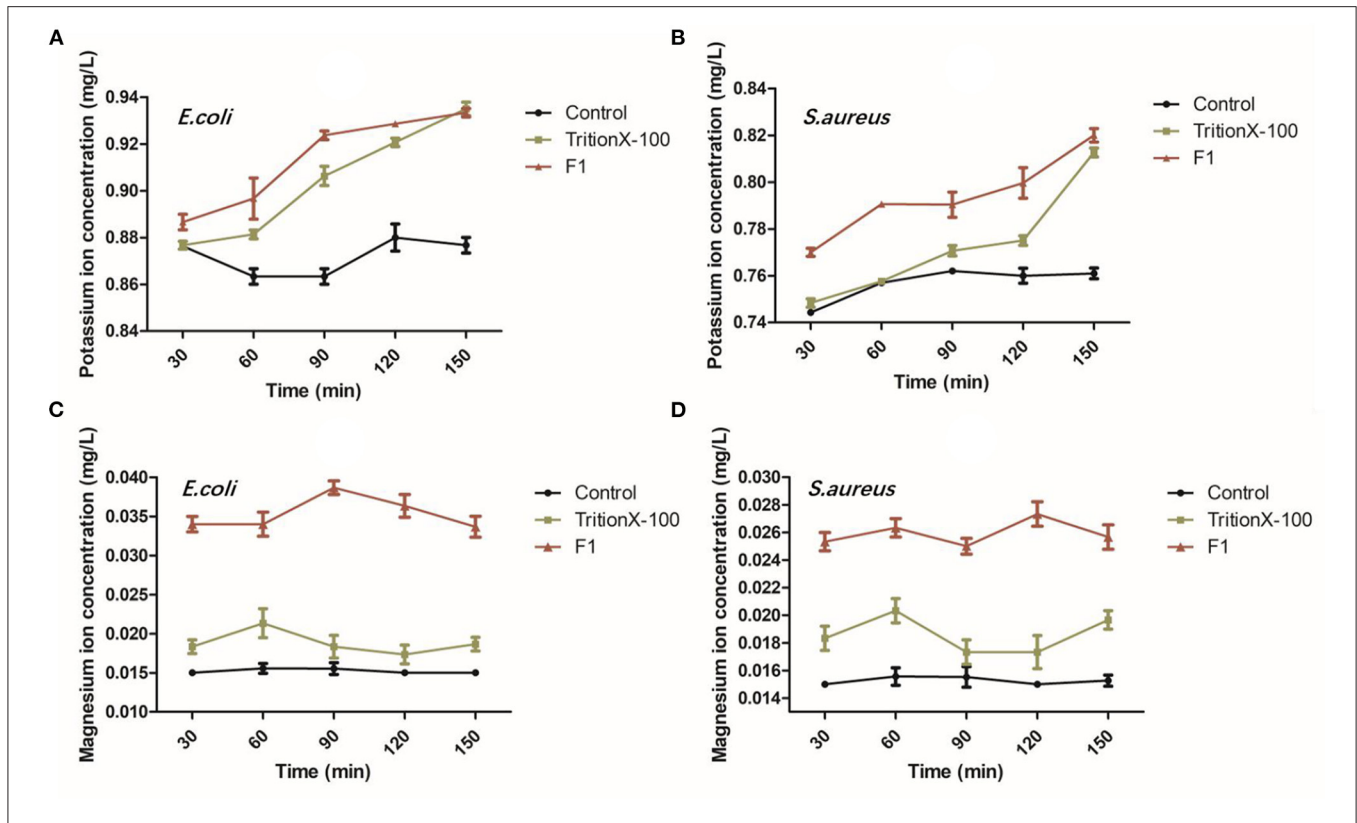 A
Potassium ion concentration (mg/L)
0.94
0.92
0.90
0.88
0.86
0.84
E.coli
Control
TritionX-100
F1
30
60
90
120
150
Time (min)
B
Potassium ion concentration (mg/L)
0.84
0.82
0.80
0.78
0.76
0.74
S.aureus
Control
TritionX-100
F1
30
60
90
120
150
Time (min)
C
Magnesium ion concentration (mg/L)
0.040
0.035
0.030
0.025
0.020
0.015
0.010
E.coli
Control
TritionX-100
F1
30
60
90
120
150
Time (min)
D
Magnesium ion concentration (mg/L)
0.030
0.028
0.026
0.024
0.022
0.020
0.018
0.016
0.014
S.aureus
Control
TritionX-100
F1
30
60
90
120
150
Time (min)